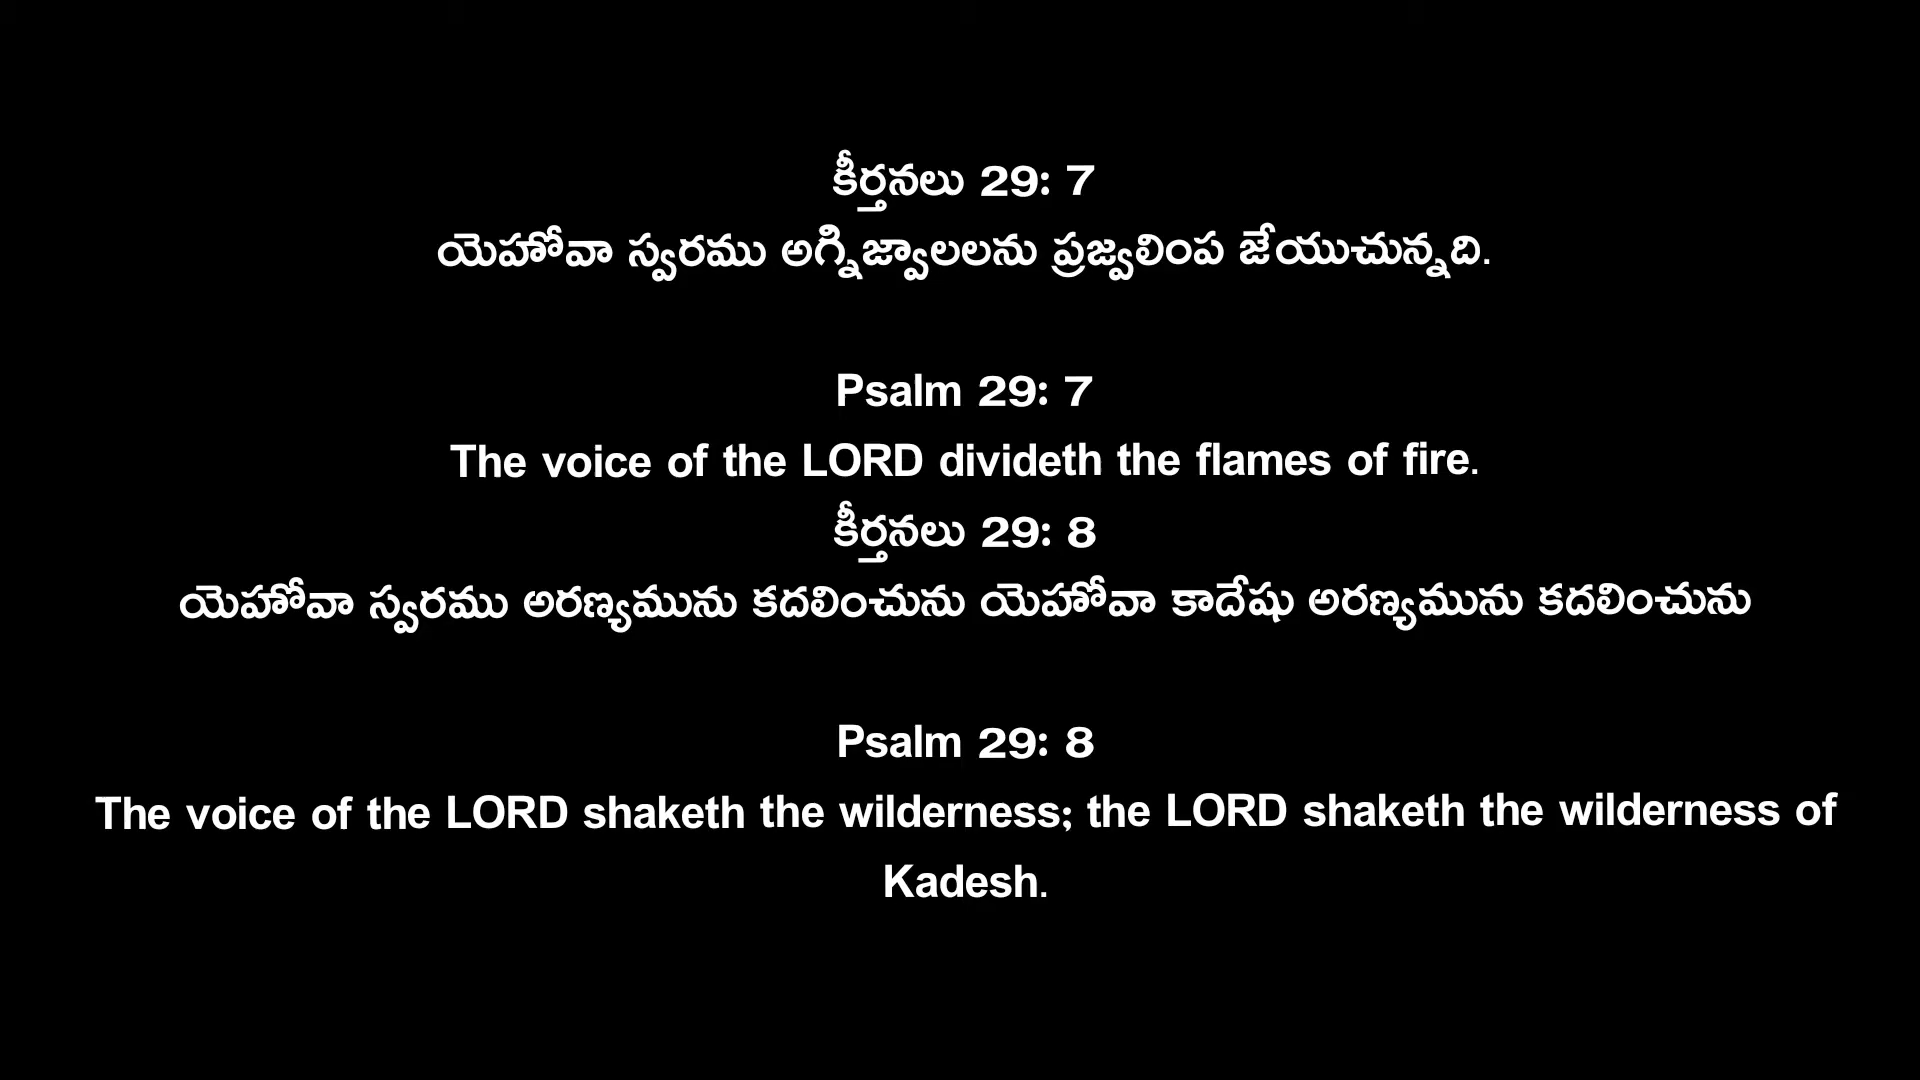 కీర్తనలు 29: 7
యెహోవా స్వరము అగ్నిజ్వాలలను ప్రజ్వలింప జేయుచున్నది.
Psalm 29: 7
The voice of the LORD divideth the flames of fire.
కీర్తనలు 29: 8
యెహోవా స్వరము అరణ్యమును కదలించును యెహోవా కాదేషు అరణ్యమును కదలించును
Psalm 29: 8
The voice of the LORD shaketh the wilderness; the LORD shaketh the wilderness of
Kadesh.